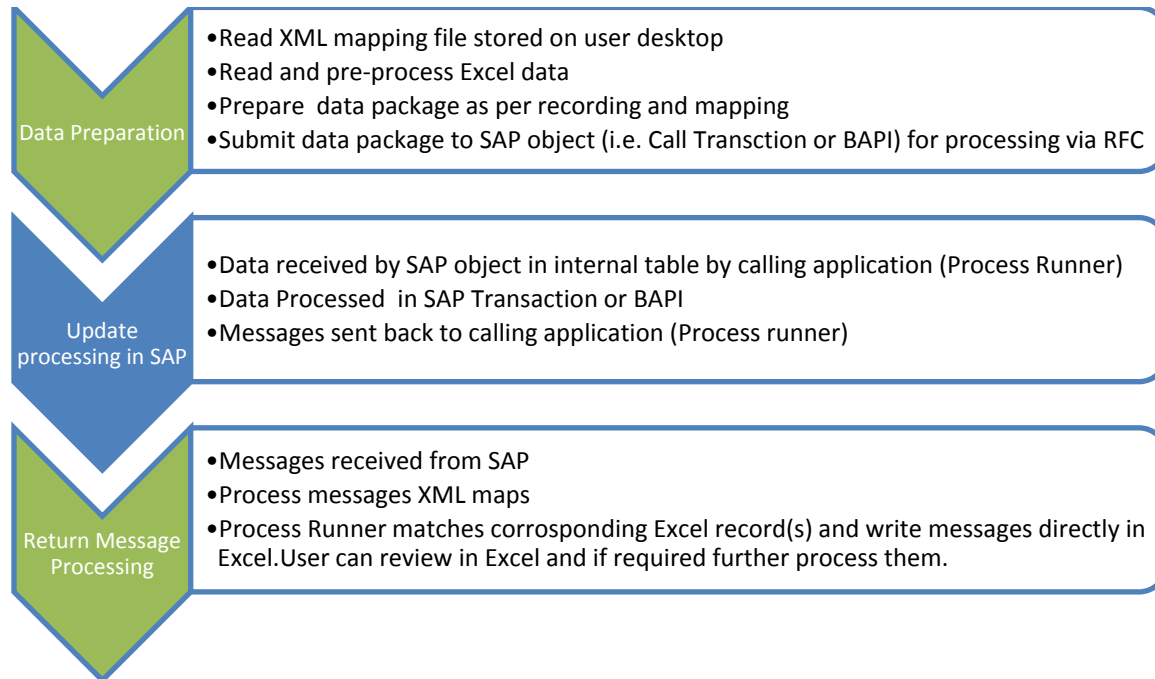 Data Preparation
•Read XML mapping file stored on user desktop
•Read and pre-process Excel data
•Prepare data package as per recording and mapping
•Submit data package to SAP object (i.e. Call Transction or BAPI) for processing via RFC
Update
processing in SAP
•Data received by SAP object in internal table by calling application (Process Runner)
•Data Processed in SAP Transaction or BAPI
•Messages sent back to calling application (Process runner)
Return Message
Processing
•Messages received from SAP
•Process messages XML maps
•Process Runner matches corrosponding Excel record(s) and write messages directly in
Excel.User can review in Excel and if required further process them.